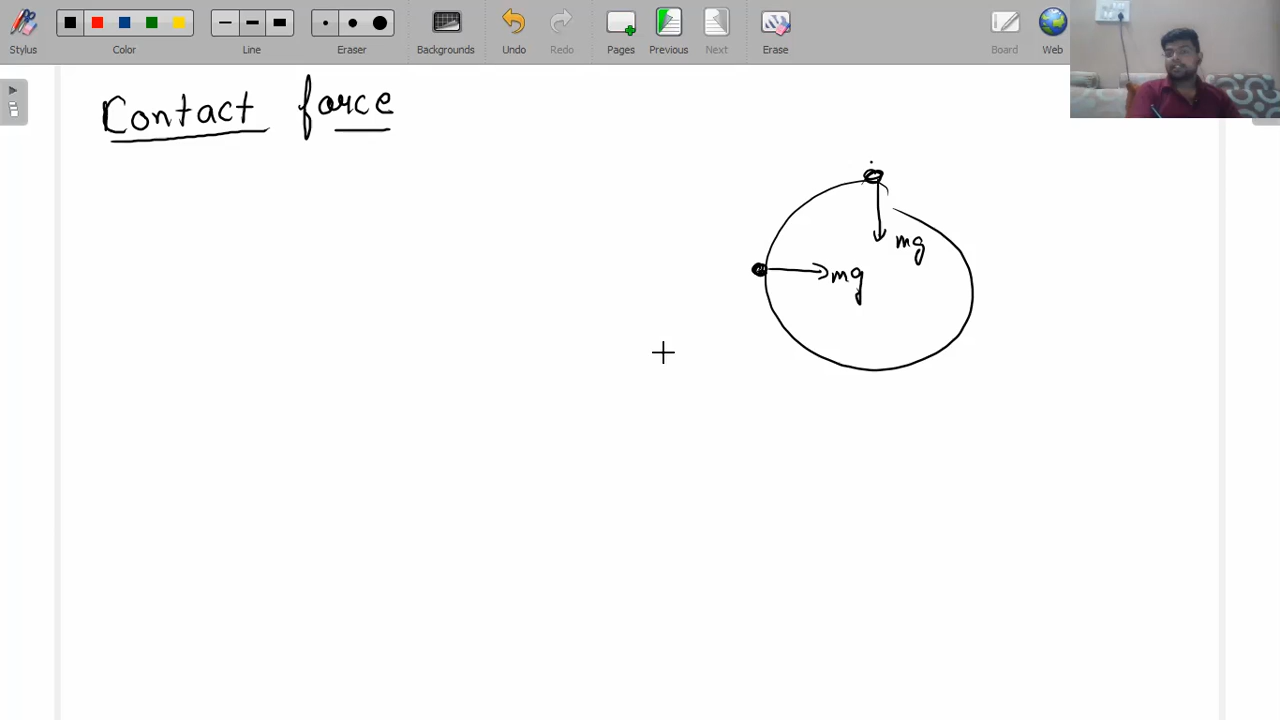 Stylus
Color
Line
Eraser
Backgrounds
Undo
Redo
Pages
Previous
Next
Erase
Board
Web
Contact force
mg
mg